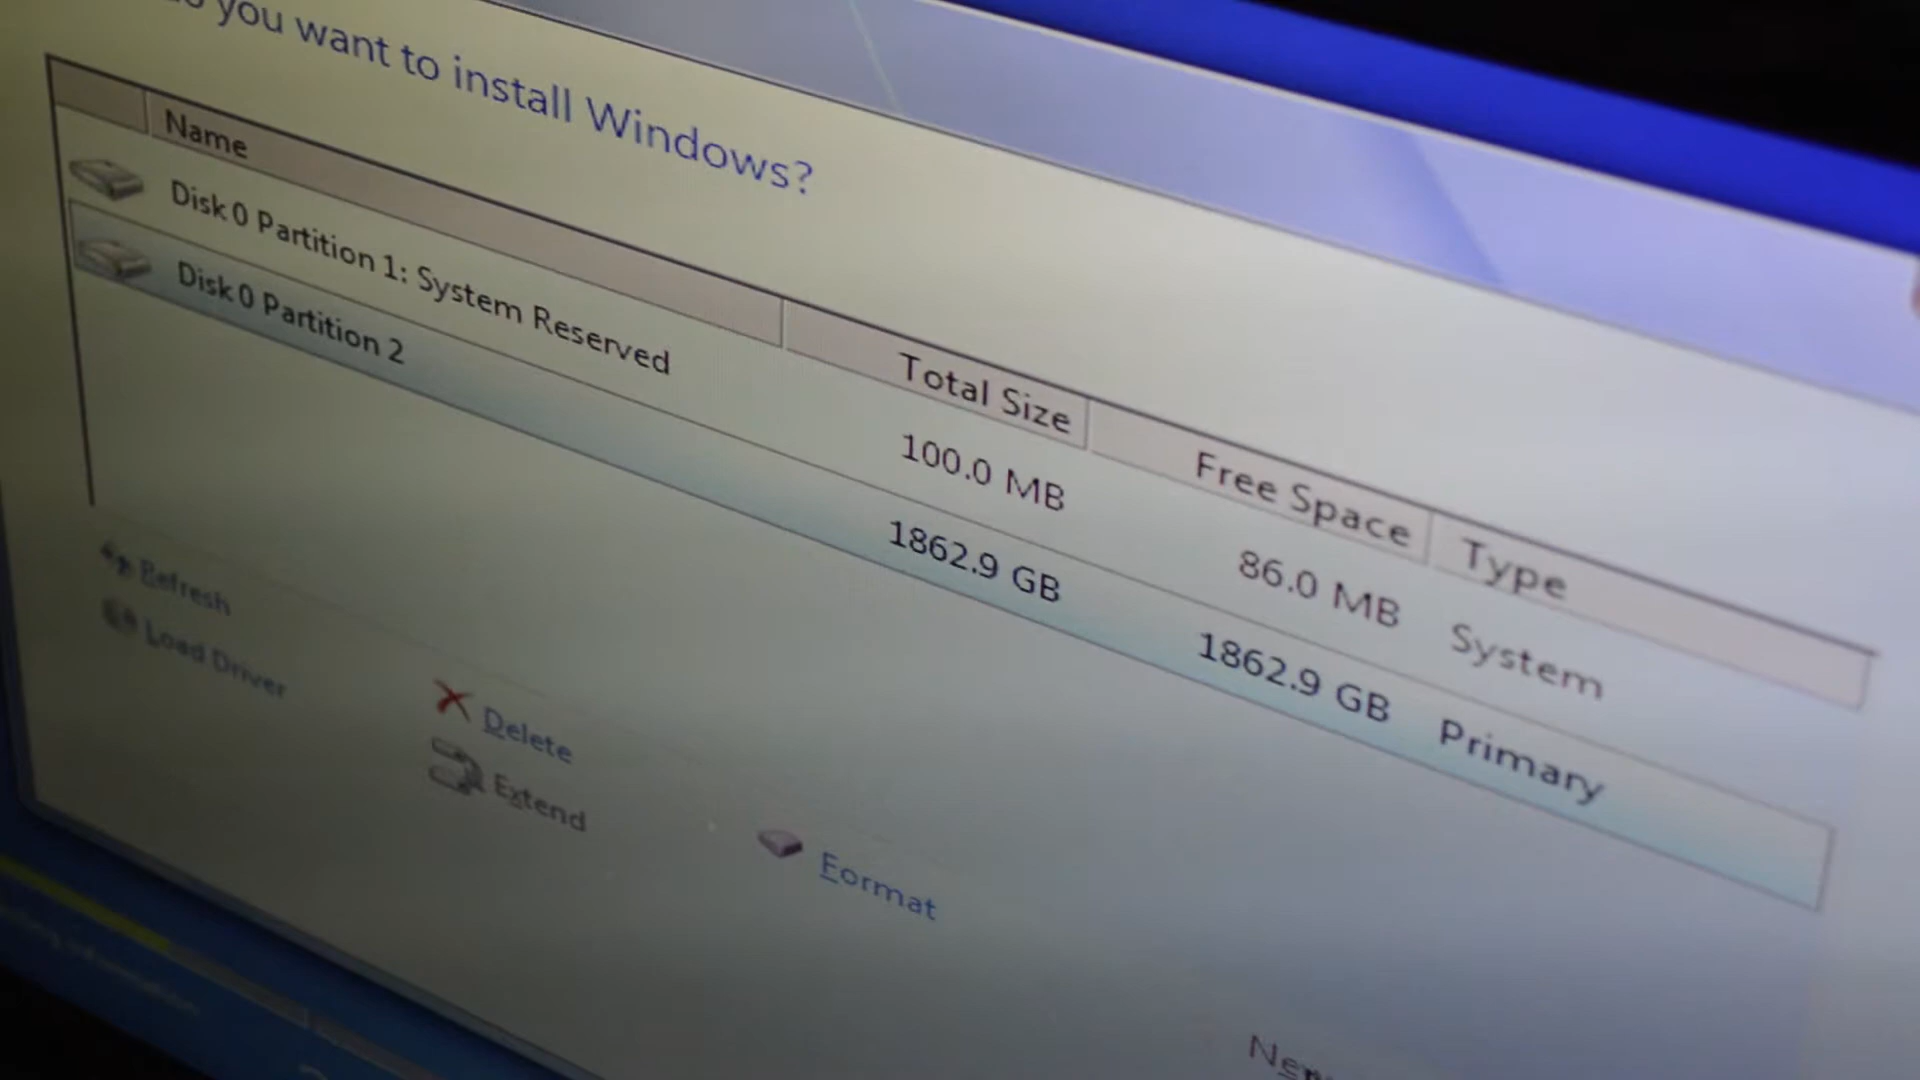 you want to install Windows?
Name Total Size Free Space Type
Disk 0 Partition 1: System Reserved 100.0 MB 86.0 MB System
Disk 0 Partition 2 1862.9 GB 1862.9 GB Primary
Refresh Delete Format
Load Driver Extend